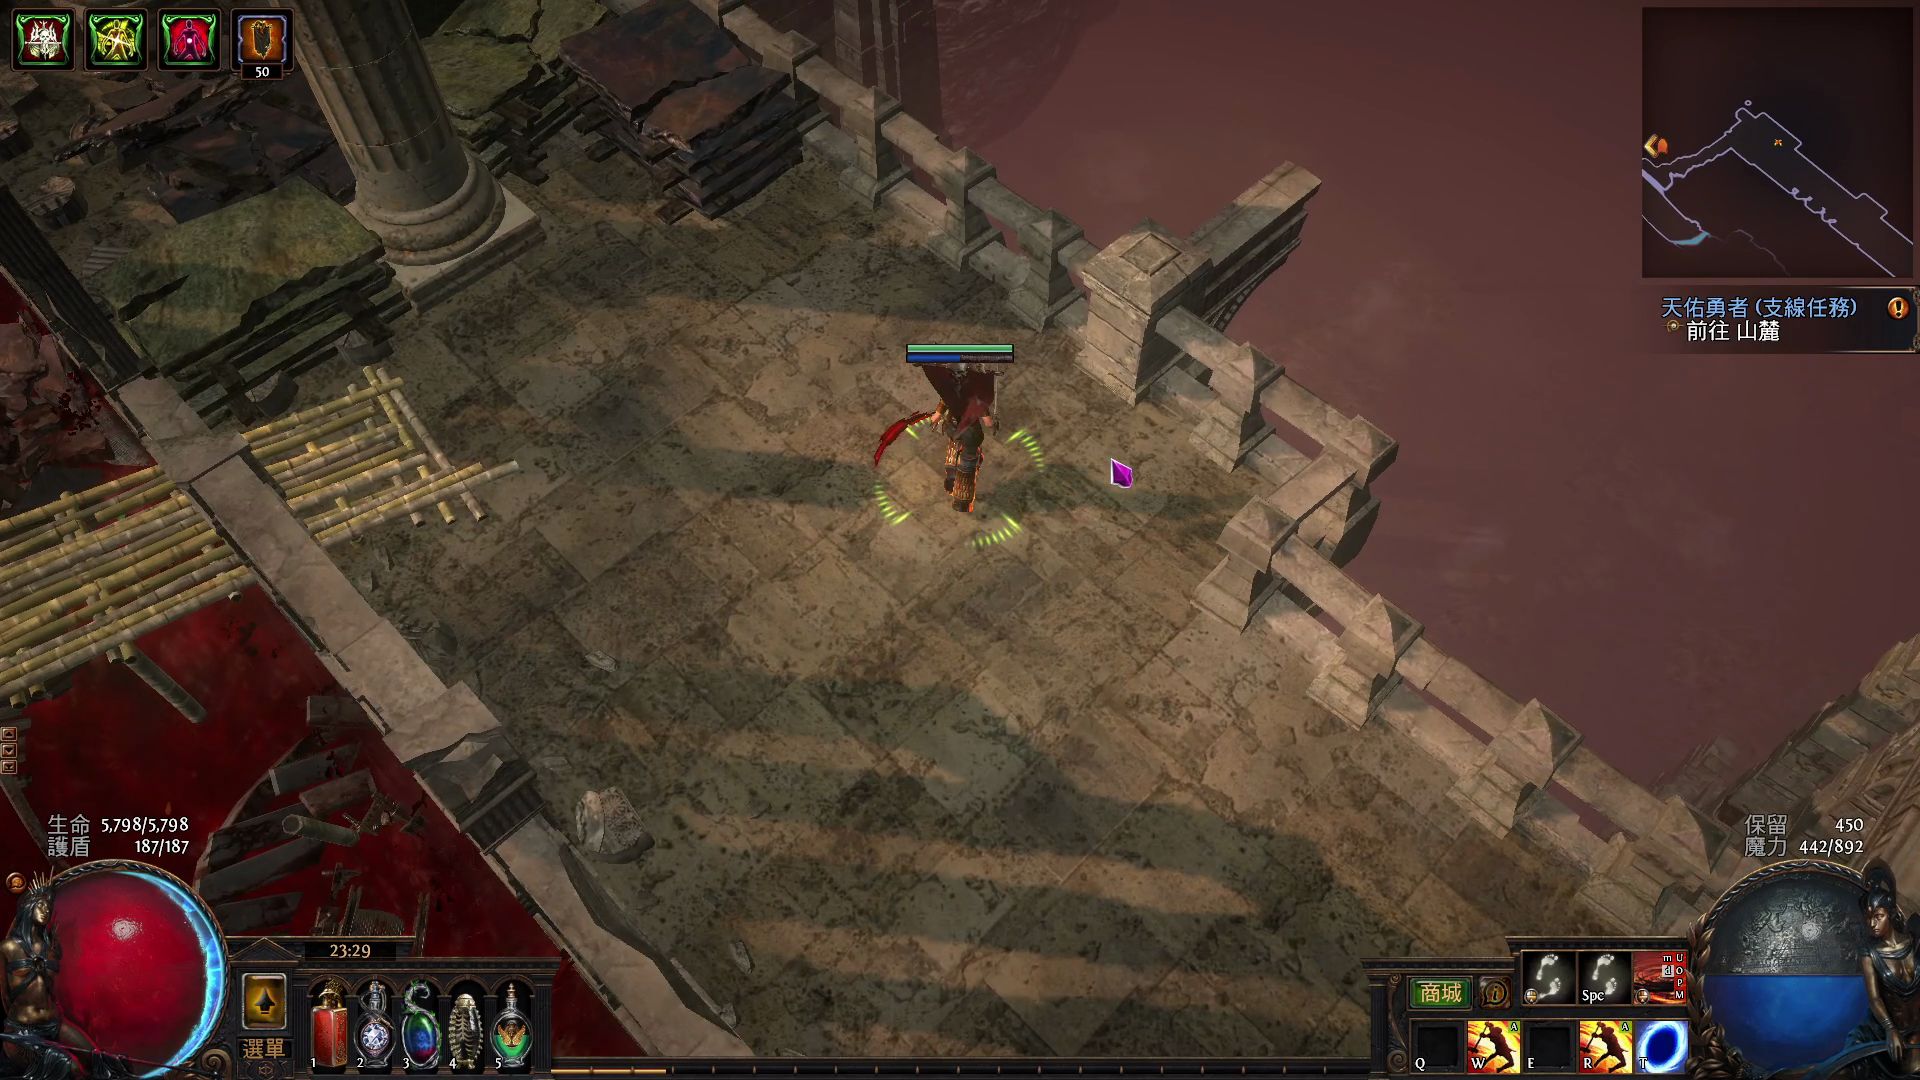 50
天佑勇者 (支線任務)
前往 山麓
生命 5,798/5,798
護盾 187/187
保留 450
魔力 442/892
23:29
選單
1 2 3 4 5
商城
Spc
m U
d O
P
M
A A
Q W E R T